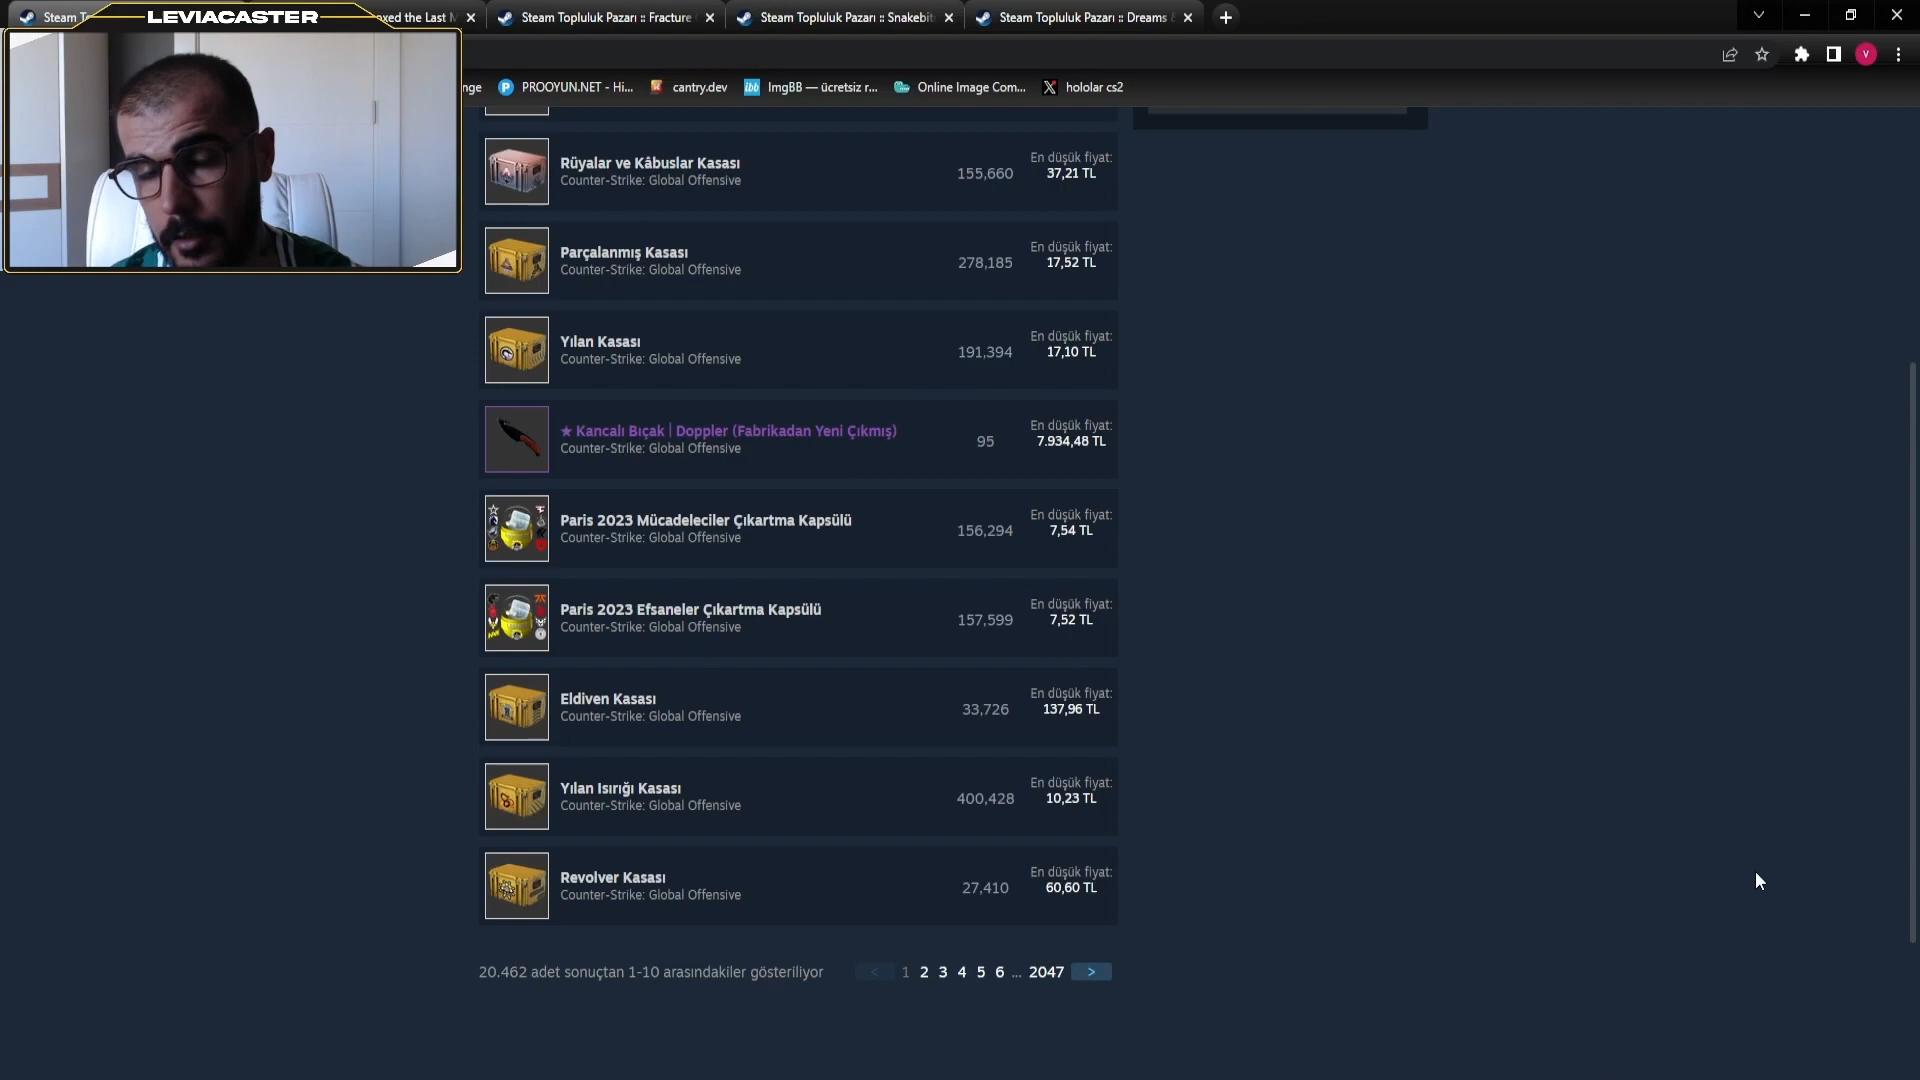 Steam T
LEVIACASTER
oxed the Last M
Steam Topluluk Pazarı :: Fracture
Steam Topluluk Pazarı :: Snakebit
Steam Topluluk Pazarı :: Dreams &
V
nge
PROOYUN.NET - Hi...
cantry.dev
ibb
ImgBB — ücretsiz r...
Online Image Com...
hololar cs2
Rüyalar ve Kâbuslar Kasası
Counter-Strike: Global Offensive
155,660
En düşük fiyat:
37,21 TL
Parçalanmış Kasası
Counter-Strike: Global Offensive
278,185
En düşük fiyat:
17,52 TL
Yılan Kasası
Counter-Strike: Global Offensive
191,394
En düşük fiyat:
17,10 TL
★ Kancalı Bıçak | Doppler (Fabrikadan Yeni Çıkmış)
Counter-Strike: Global Offensive
95
En düşük fiyat:
7.934,48 TL
Paris 2023 Mücadeleciler Çıkartma Kapsülü
Counter-Strike: Global Offensive
156,294
En düşük fiyat:
7,54 TL
Paris 2023 Efsaneler Çıkartma Kapsülü
Counter-Strike: Global Offensive
157,599
En düşük fiyat:
7,52 TL
Eldiven Kasası
Counter-Strike: Global Offensive
33,726
En düşük fiyat:
137,96 TL
Yılan Isırığı Kasası
Counter-Strike: Global Offensive
400,428
En düşük fiyat:
10,23 TL
Revolver Kasası
Counter-Strike: Global Offensive
27,410
En düşük fiyat:
60,60 TL
20.462 adet sonuçtan 1-10 arasındakiler gösteriliyor
< 1 2 3 4 5 6 ... 2047 >